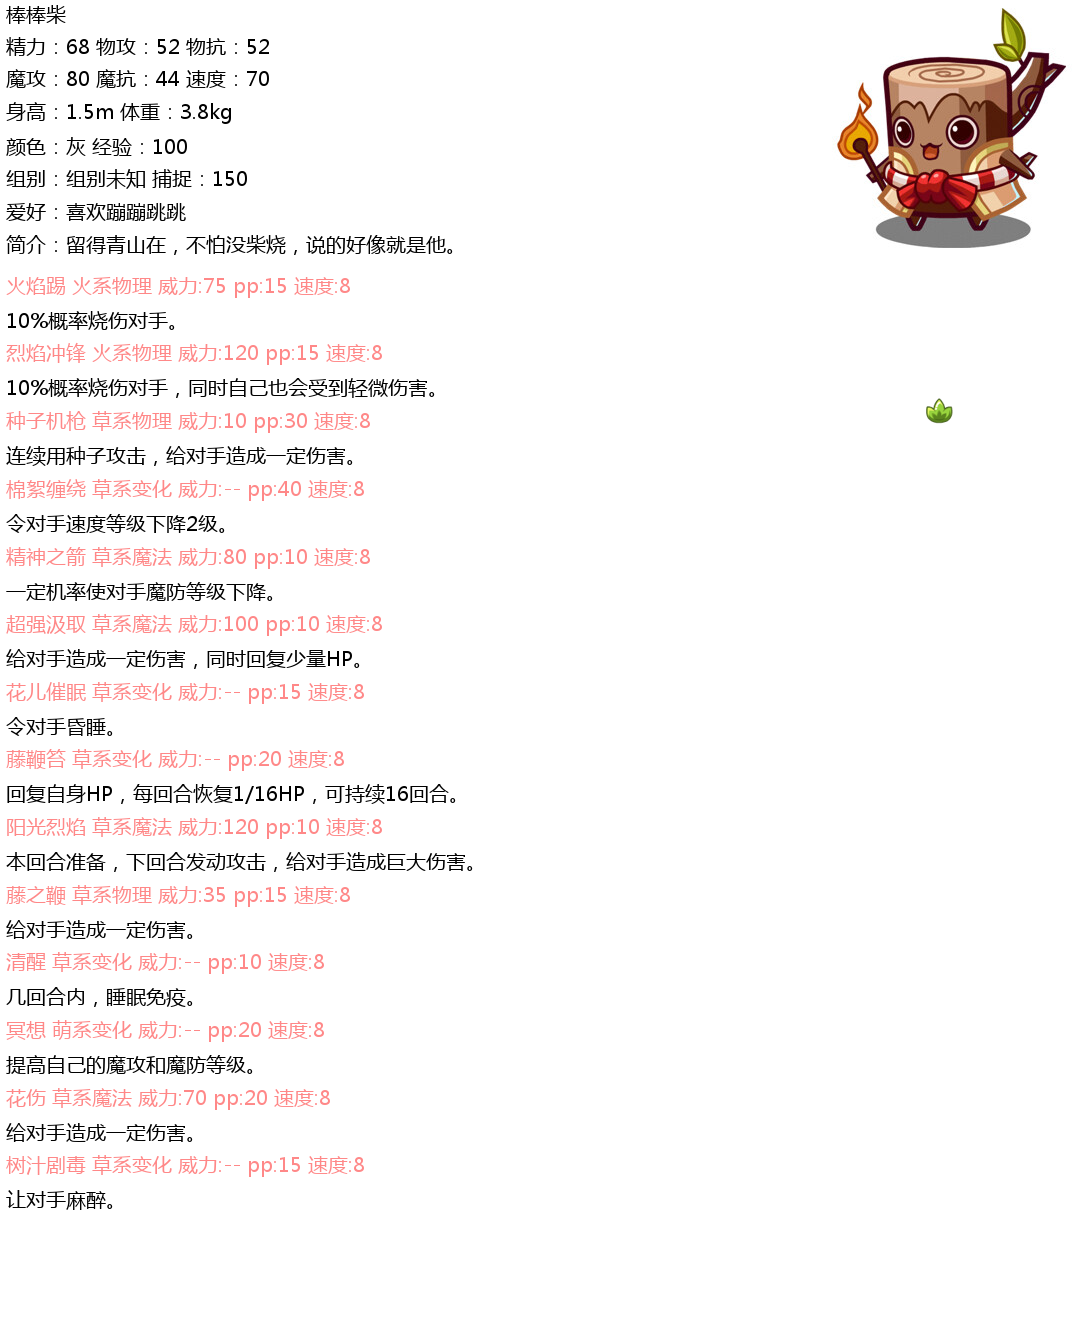 棒棒柴
精力：68 物攻：52 物抗：52
魔攻：80 魔抗：44 速度：70
身高：1.5m 体重：3.8kg
颜色：灰 经验：100
组别：组别未知 捕捉：150
爱好：喜欢蹦蹦跳跳
简介：留得青山在，不怕没柴烧，说的好像就是他。
火焰踢 火系物理 威力:75 pp:15 速度:8
10%概率烧伤对手。
烈焰冲锋 火系物理 威力:120 pp:15 速度:8
10%概率烧伤对手，同时自己也会受到轻微伤害。
种子机枪 草系物理 威力:10 pp:30 速度:8
连续用种子攻击，给对手造成一定伤害。
棉絮缠绕 草系变化 威力:-- pp:40 速度:8
令对手速度等级下降2级。
精神之箭 草系魔法 威力:80 pp:10 速度:8
一定机率使对手魔防等级下降。
超强汲取 草系魔法 威力:100 pp:10 速度:8
给对手造成一定伤害，同时回复少量HP。
花儿催眠 草系变化 威力:-- pp:15 速度:8
令对手昏睡。
藤鞭笞 草系变化 威力:-- pp:20 速度:8
回复自身HP，每回合恢复1/16HP，可持续16回合。
阳光烈焰 草系魔法 威力:120 pp:10 速度:8
本回合准备，下回合发动攻击，给对手造成巨大伤害。
藤之鞭 草系物理 威力:35 pp:15 速度:8
给对手造成一定伤害。
清醒 草系变化 威力:-- pp:10 速度:8
几回合内，睡眠免疫。
冥想 萌系变化 威力:-- pp:20 速度:8
提高自己的魔攻和魔防等级。
花伤 草系魔法 威力:70 pp:20 速度:8
给对手造成一定伤害。
树汁剧毒 草系变化 威力:-- pp:15 速度:8
让对手麻醉。